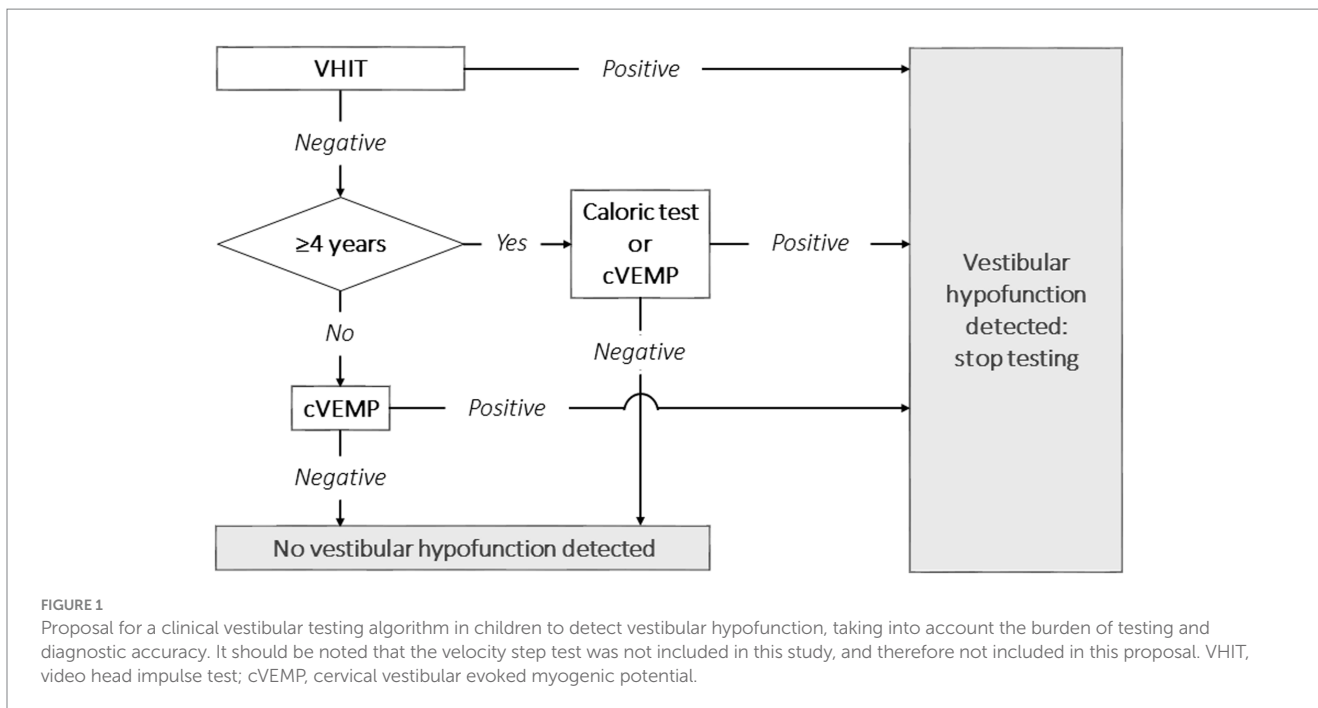 VHIT
Positive
Negative
≥4 years
Yes
Caloric test
or
cVEMP
Positive
Vestibular
hypofunction
detected:
stop testing
No
Negative
cVEMP
Positive
Negative
No vestibular hypofunction detected
FIGURE 1
Proposal for a clinical vestibular testing algorithm in children to detect vestibular hypofunction, taking into account the burden of testing and
diagnostic accuracy. It should be noted that the velocity step test was not included in this study, and therefore not included in this proposal. VHIT,
video head impulse test; cVEMP, cervical vestibular evoked myogenic potential.